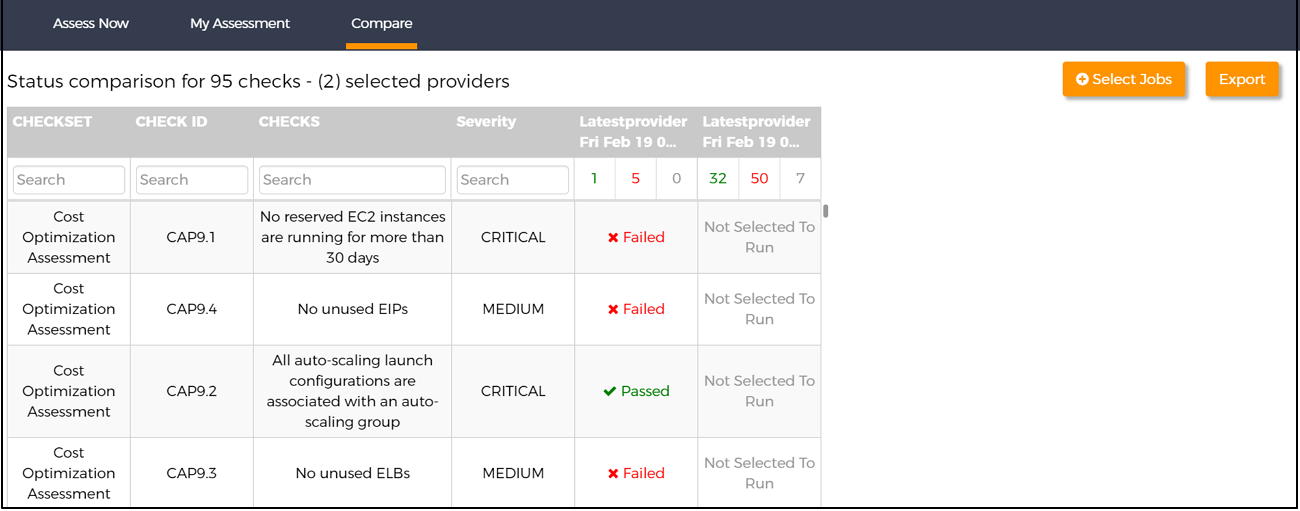 Assess Now My Assessment Compare
Status comparison for 95 checks - (2) selected providers Select Jobs Export
CHECKSET CHECK ID CHECKS Severity Latestprovider Latestprovider
Fri Feb 19 0... Fri Feb 19 0...
Search Search Search Search 1 5 0 32 50 7
Cost
Optimization
Assessment
CAP9.1
No reserved EC2 instances
are running for more than
30 days
CRITICAL
Failed
Not Selected To
Run
Cost
Optimization
Assessment
CAP9.4
No unused EIPs
MEDIUM
Failed
Not Selected To
Run
Cost
Optimization
Assessment
CAP9.2
All auto-scaling launch
configurations are
associated with an auto-
scaling group
CRITICAL
Passed
Not Selected To
Run
Cost
Optimization
Assessment
CAP9.3
No unused ELBs
MEDIUM
Failed
Not Selected To
Run